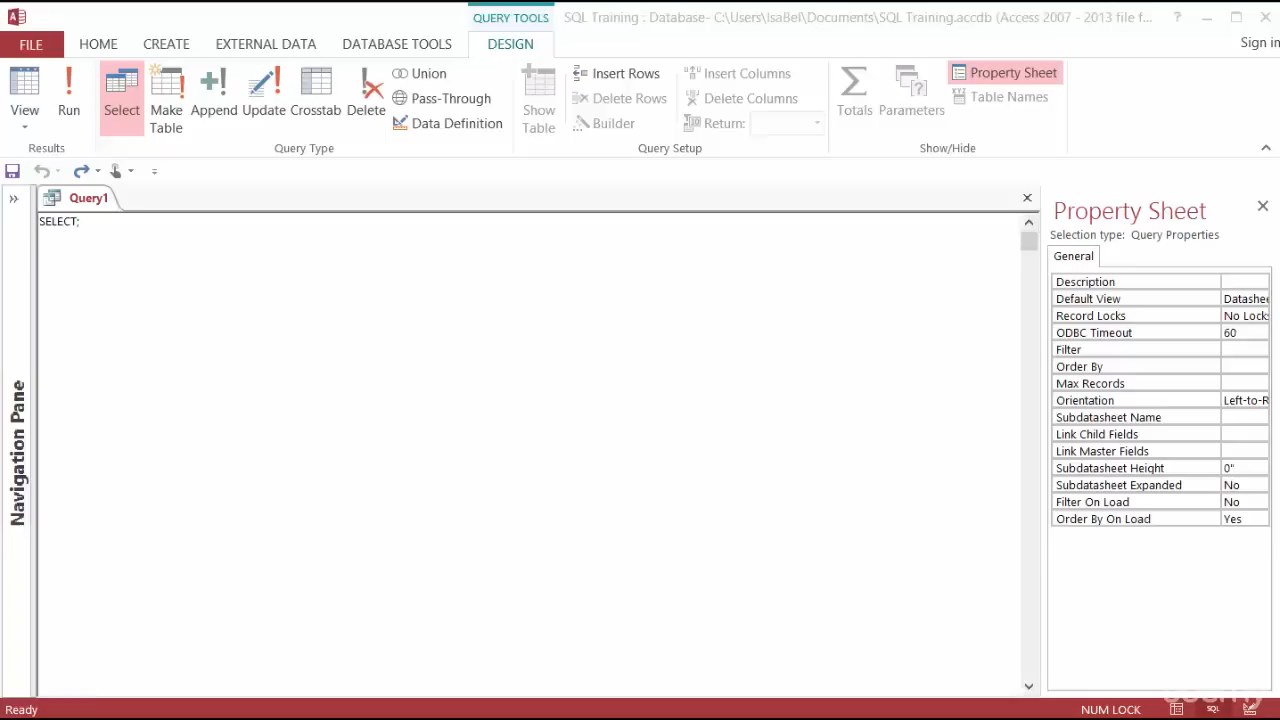 QUERY TOOLS
SQL Training : Database- C:\Users\IsaBel\Documents\SQL Training.accdb (Access 2007 - 2013 file f...
?
FILE
HOME
CREATE
EXTERNAL DATA
DATABASE TOOLS
DESIGN
Sign in
View
Run
Select
Make
Table
Append
Update
Crosstab
Delete
Union
Pass-Through
Data Definition
Show
Table
Insert Rows
Delete Rows
Builder
Insert Columns
Delete Columns
Return:
Totals
Parameters
Property Sheet
Table Names
Results
Query Type
Query Setup
Show/Hide
Query1
SELECT;
Navigation Pane
Property Sheet
Selection type: Query Properties
General
Description
Default View Datashee
Record Locks No Locks
ODBC Timeout 60
Filter
Order By
Max Records
Orientation Left-to-R
Subdatasheet Name
Link Child Fields
Link Master Fields
Subdatasheet Height 0"
Subdatasheet Expanded No
Filter On Load No
Order By On Load Yes
Ready
NUM LOCK
SQL